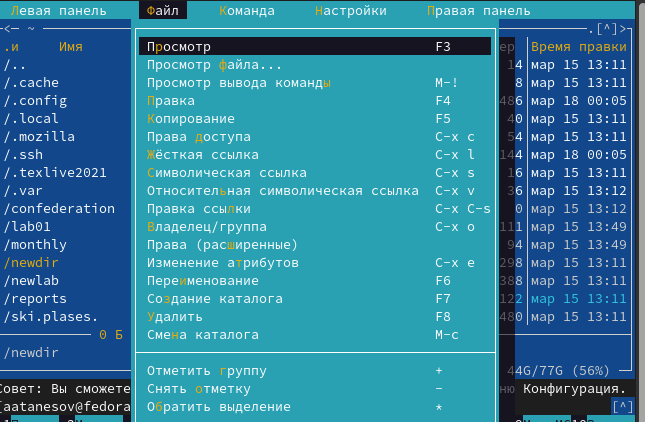 Левая панель Файл Команда Настройки Правая панель
<— ~ .[^]>
.и Имя Время правки
Просмотр F3
/.. Просмотр файла... 14 мар 15 13:11
/.cache Просмотр вывода команды M-! 8 мар 15 13:11
/.config Правка F4 486 мар 18 00:05
/.local Копирование F5 40 мар 15 13:11
/.mozilla Права доступа C-x c 54 мар 15 13:11
/.ssh Жёсткая ссылка C-x l 144 мар 18 00:05
/.texlive2021 Символическая ссылка C-x s 16 мар 15 13:11
/.var Относительная символическая ссылка C-x v 36 мар 15 13:12
/confederation Правка ссылки C-x C-s 0 мар 15 13:12
/lab01 Владелец/группа C-x o 111 мар 15 13:49
/monthly Права (расширенные) 94 мар 15 13:49
/newdir Изменение атрибутов C-x e 298 мар 15 13:11
/newlab Переименование F6 388 мар 15 13:11
/reports Создание каталога F7 122 мар 15 13:11
/ski.plases. Удалить F8 480 мар 15 13:11
0 Б Смена каталога M-c
/newdir
Отметить группу + 44G/77G (56%)
Совет: Вы сможете Снять отметку - ню Конфигурация.
[aatanesov@fedora Обратить выделение * [^]